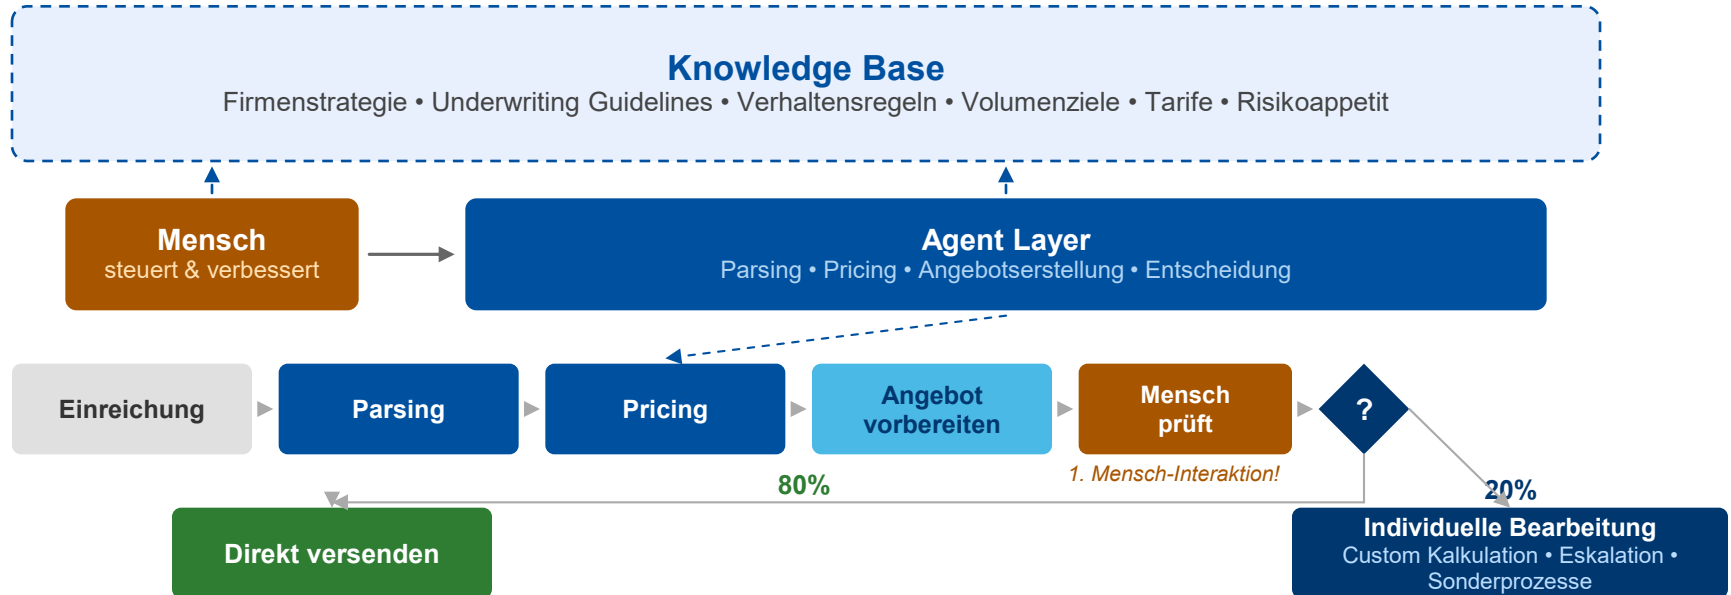 Knowledge Base
Firmenstrategie • Underwriting Guidelines • Verhaltensregeln • Volumenziele • Tarife • Risikoappetit
Mensch
steuert & verbessert
Agent Layer
Parsing • Pricing • Angebotserstellung • Entscheidung
Einreichung
Parsing
Pricing
Angebot
vorbereiten
Mensch
prüft
?
1. Mensch-Interaktion!
80%
20%
Direkt versenden
Individuelle Bearbeitung
Custom Kalkulation • Eskalation •
Sonderprozesse